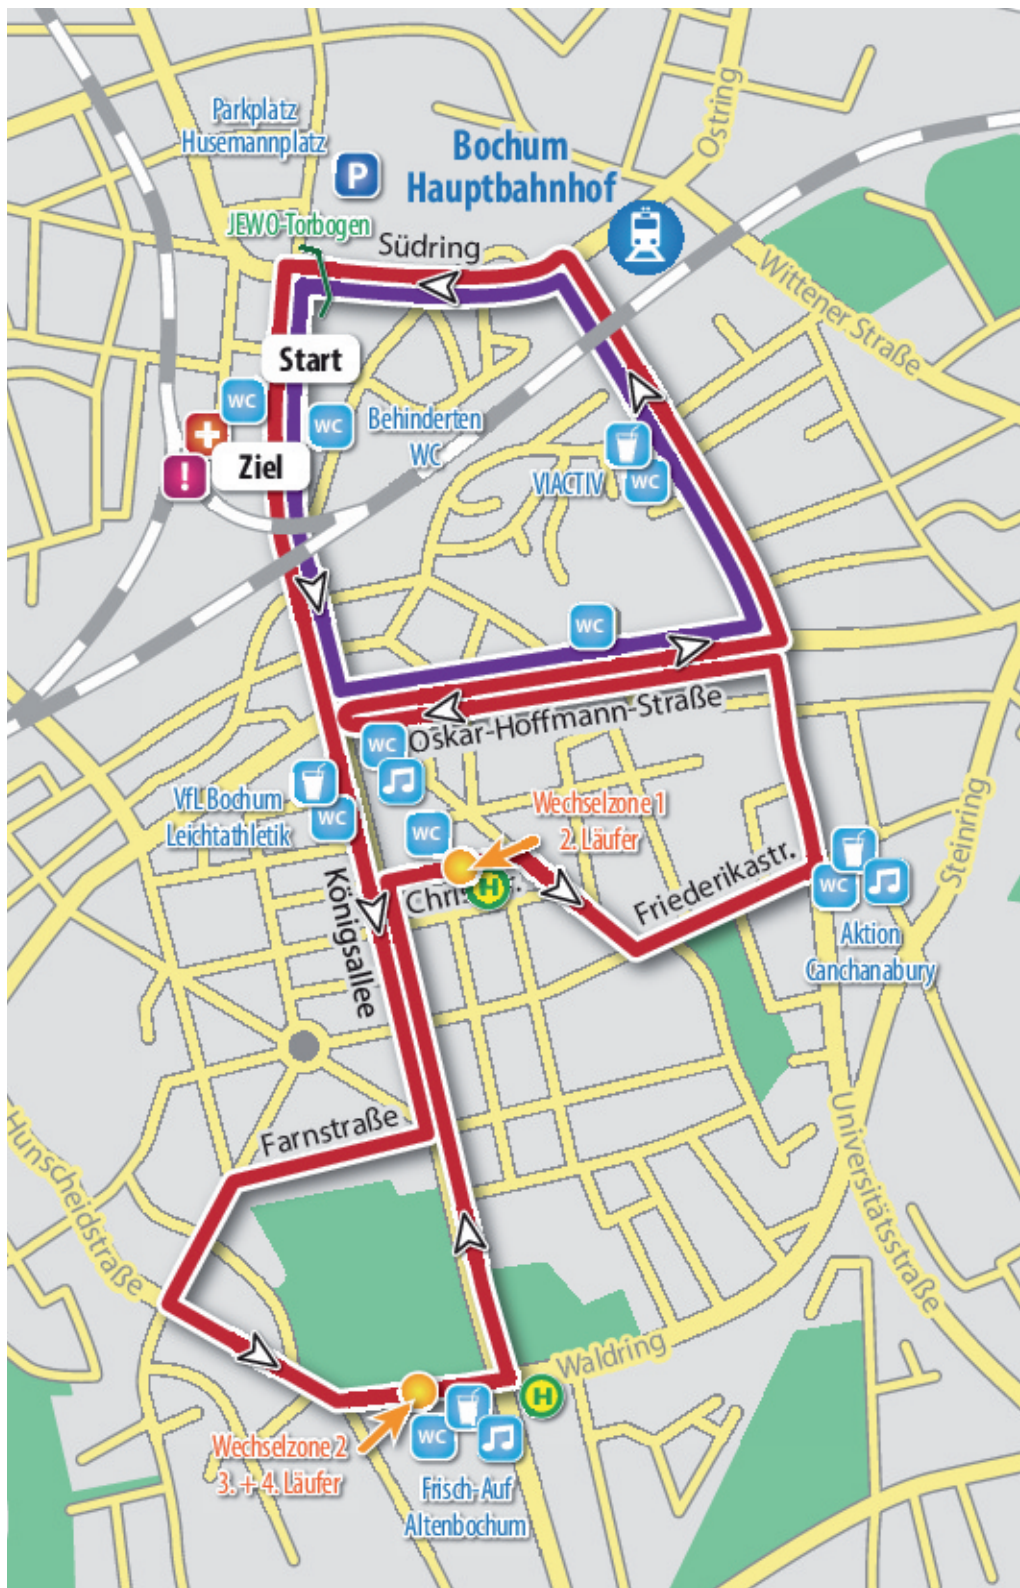 Parkplatz
Husemannplatz
P
Bochum
Hauptbahnhof
Ostring
JEWO-Torbogen
Südring
Wittener Straße
Start
WC
WC
Behinderten
WC
Ziel
!
VIACTIV
WC
WC
Oskar-Hoffmann-Straße
WC
VfL Bochum
Leichtathletik
WC
WC
Wechselzone 1
2. Läufer
Steinring
Königsallee
H
Friederikastr.
WC
Aktion
Canchanabury
Farnstraße
Hunscheidstraße
Universitätsstraße
Waldring
H
Wechselzone 2
3. + 4. Läufer
WC
Frisch-Auf
Altenbochum